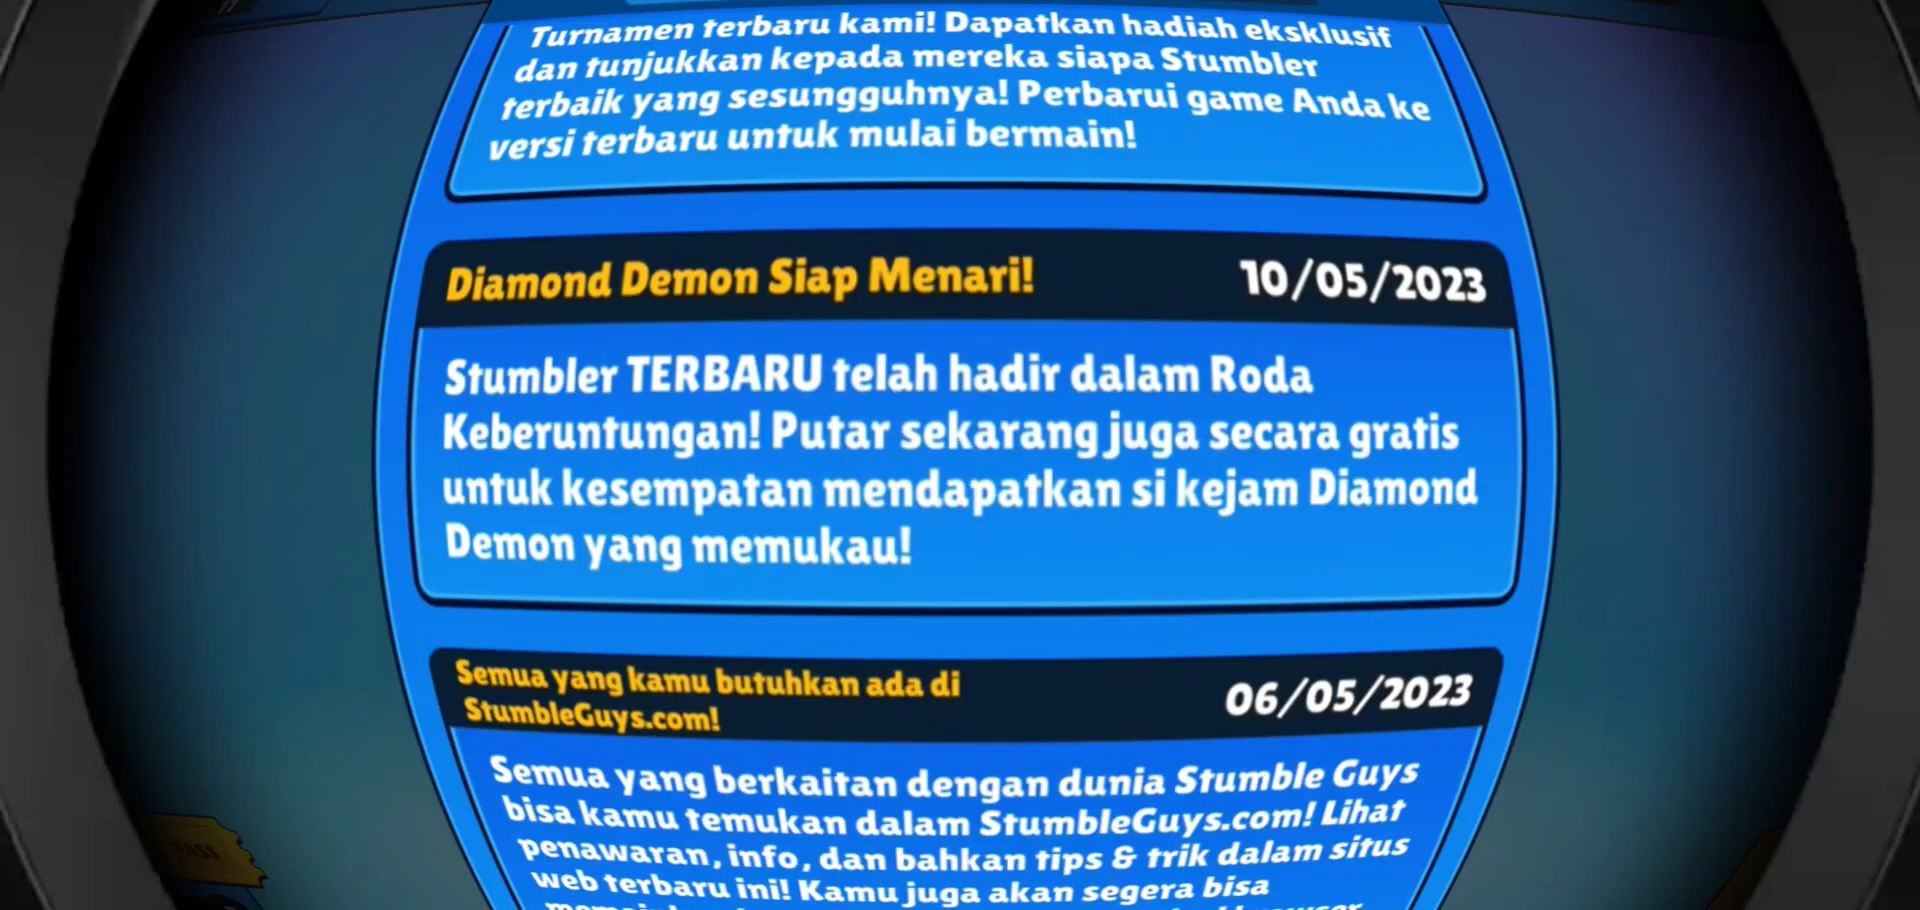 Turnamen terbaru kami! Dapatkan hadiah eksklusif
dan tunjukkan kepada mereka siapa Stumbler
terbaik yang sesungguhnya! Perbarui game Anda ke
versi terbaru untuk mulai bermain!
Diamond Demon Siap Menari!
10/05/2023
Stumbler TERBARU telah hadir dalam Roda
Keberuntungan! Putar sekarang juga secara gratis
untuk kesempatan mendapatkan si kejam Diamond
Demon yang memukau!
Semua yang kamu butuhkan ada di
StumbleGuys.com!
06/05/2023
Semua yang berkaitan dengan dunia Stumble Guys
bisa kamu temukan dalam StumbleGuys.com! Lihat
penawaran, info, dan bahkan tips & trik dalam situs
web terbaru ini! Kamu juga akan segera bisa
PASS